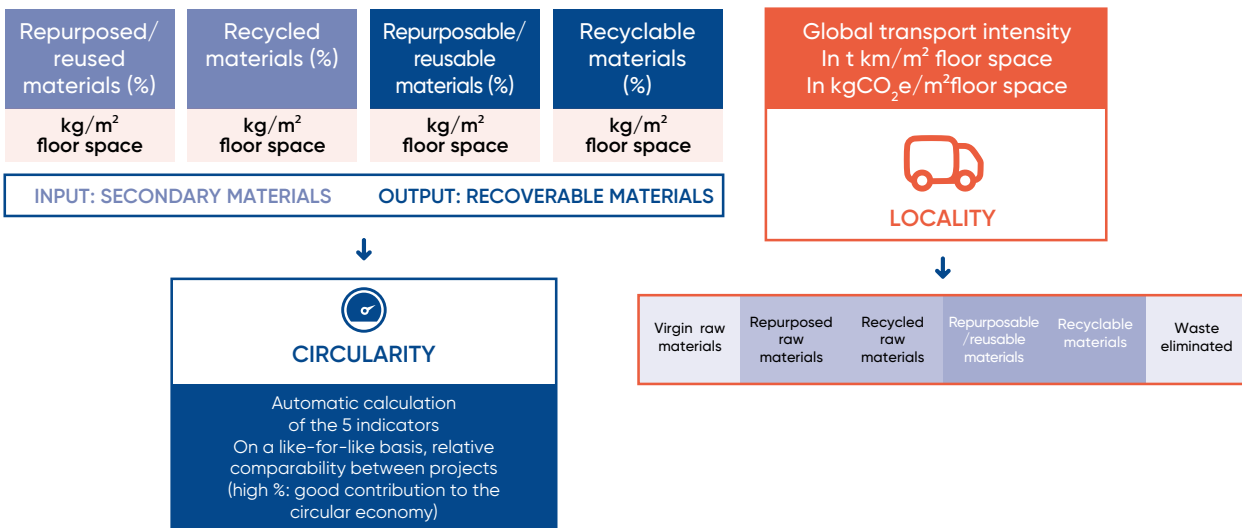 Repurposed/
reused
materials (%)
kg/m²
floor space
Recycled
materials (%)
kg/m²
floor space
Repurposable/
reusable
materials (%)
kg/m²
floor space
Recyclable
materials
(%)
kg/m²
floor space
INPUT: SECONDARY MATERIALS
OUTPUT: RECOVERABLE MATERIALS
CIRCULARITY
Automatic calculation
of the 5 indicators
On a like-for-like basis, relative
comparability between projects
(high %: good contribution to the
circular economy)
Global transport intensity
In t km/m² floor space
In kgCO₂e/m²floor space
LOCALITY
Virgin raw
materials
Repurposed
raw
materials
Recycled
raw
materials
Repurposable
/reusable
materials
Recyclable
materials
Waste
eliminated